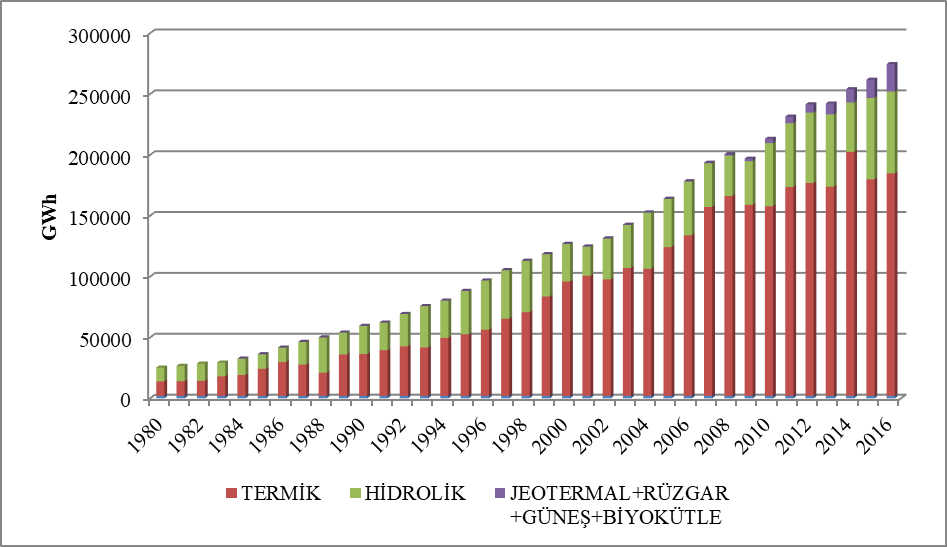 300000
250000
200000
150000
100000
50000
0
GWh
1980 1982 1984 1986 1988 1990 1992 1994 1996 1998 2000 2002 2004 2006 2008 2010 2012 2014 2016
TERMİK HİDROLİK JEOTERMAL+RÜZGAR
+GÜNEŞ+BİYOKÜTLE